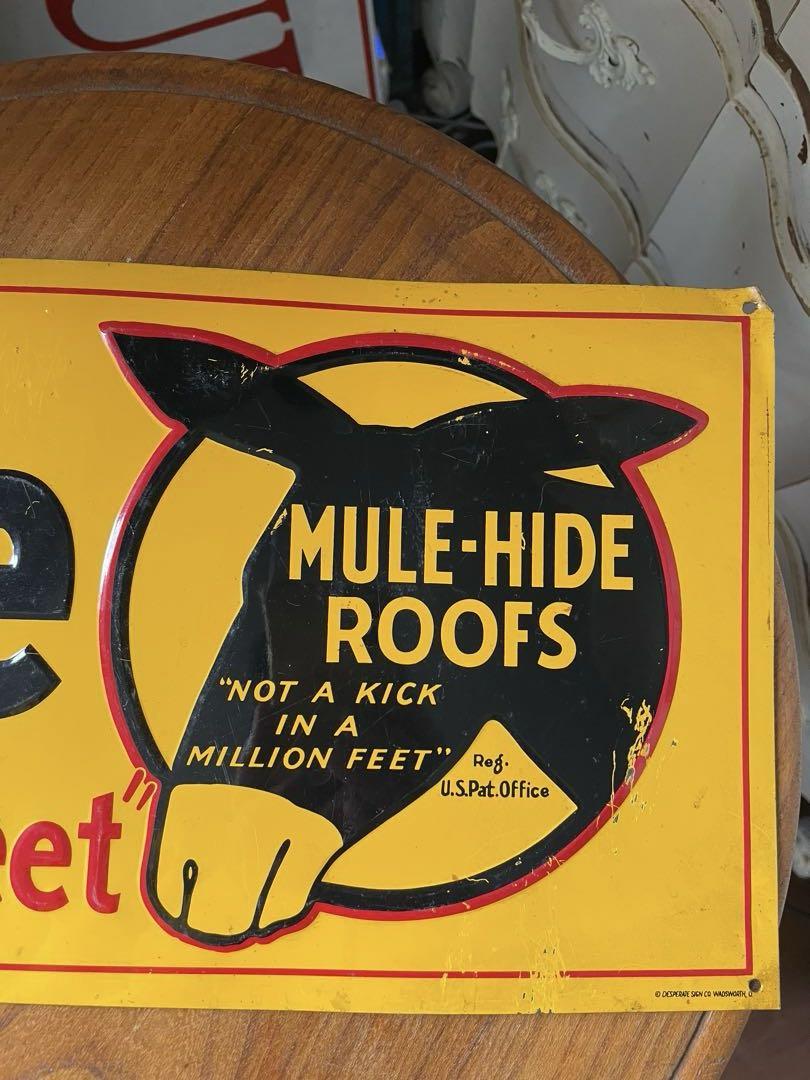 e
eet"
MULE-HIDE
ROOFS
"NOT A KICK
IN A
MILLION FEET"
Reg.
U.S.Pat.Office
© DESPERATE SIGN CO. WADSWORTH, O.